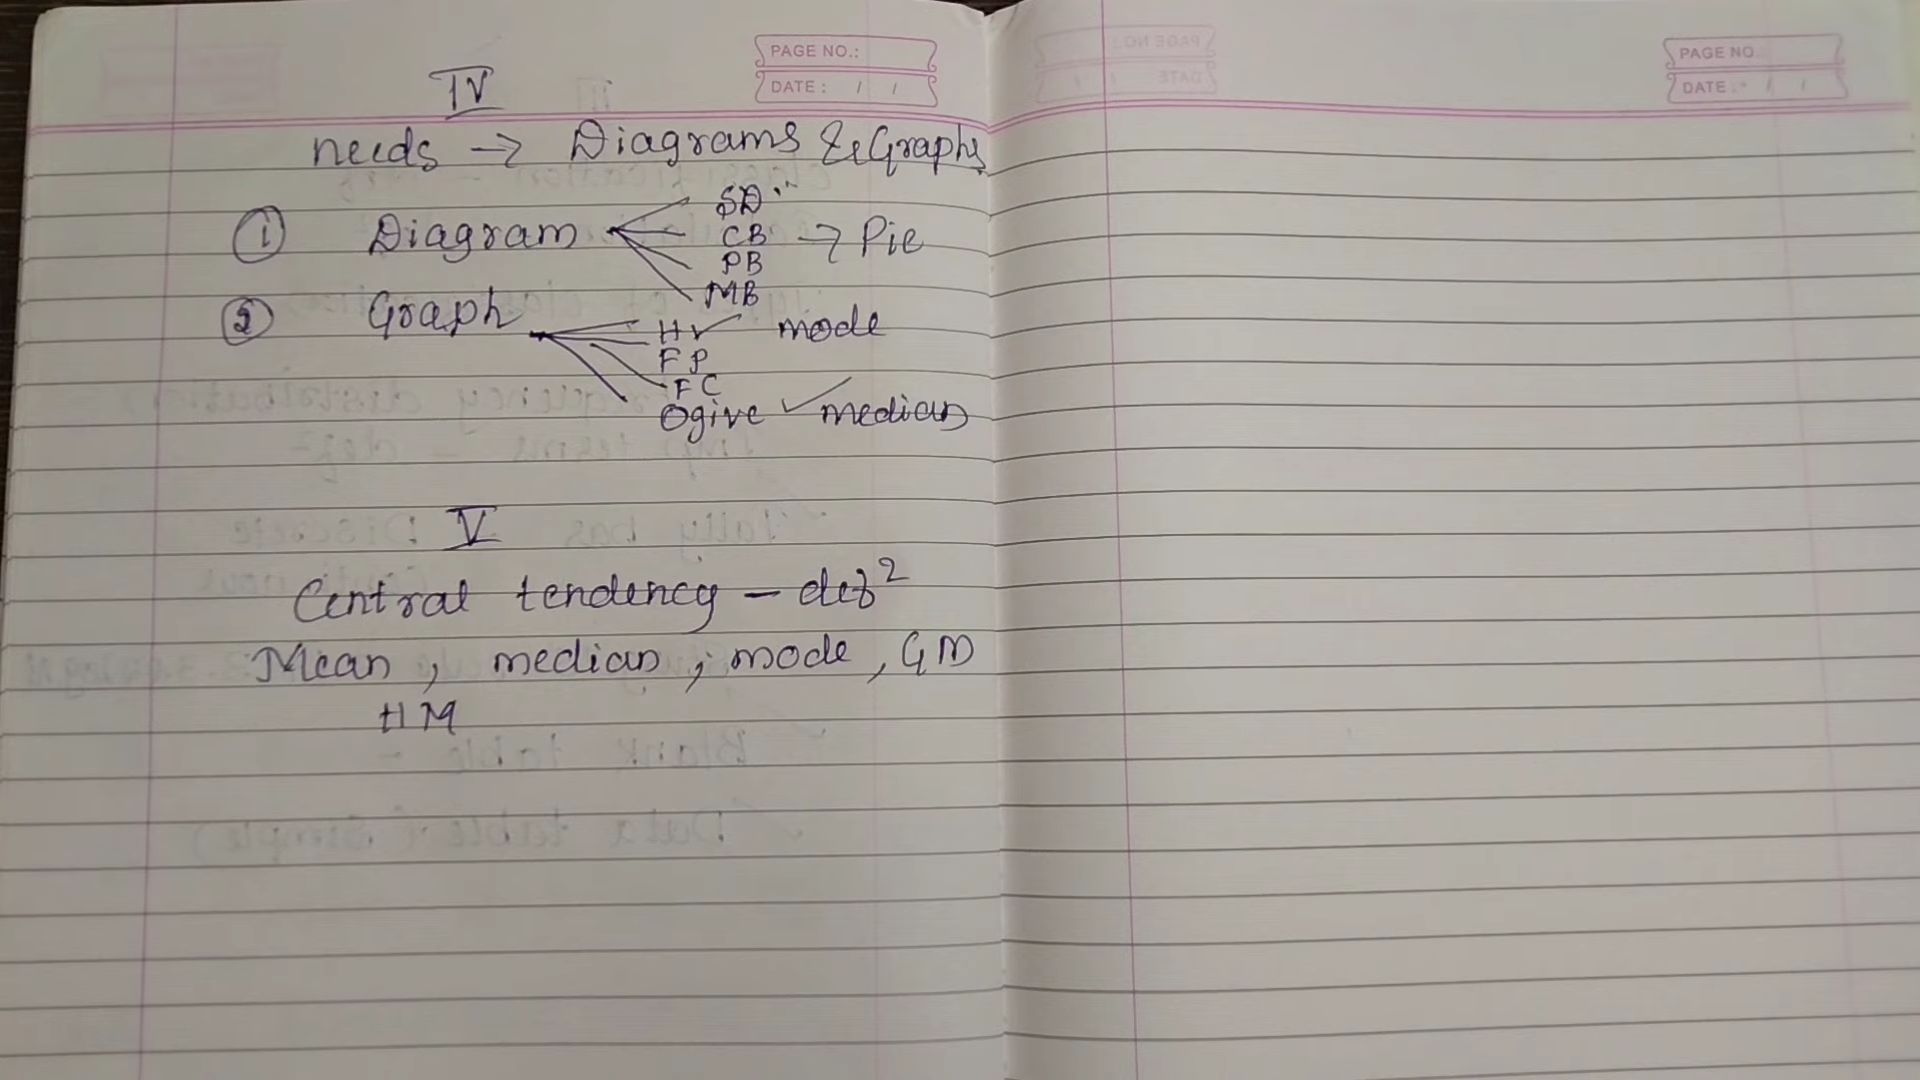 PAGE NO.:
DATE : / /
IV
needs → Diagrams & Graphs
① Diagram SD
CB → Pie
PB
MB
② Graph H ✓ mode
FP
FC
Ogive ✓ median
V
Central tendency - def²
Mean, median, mode, GM
HM
PAGE NO.
DATE : / /